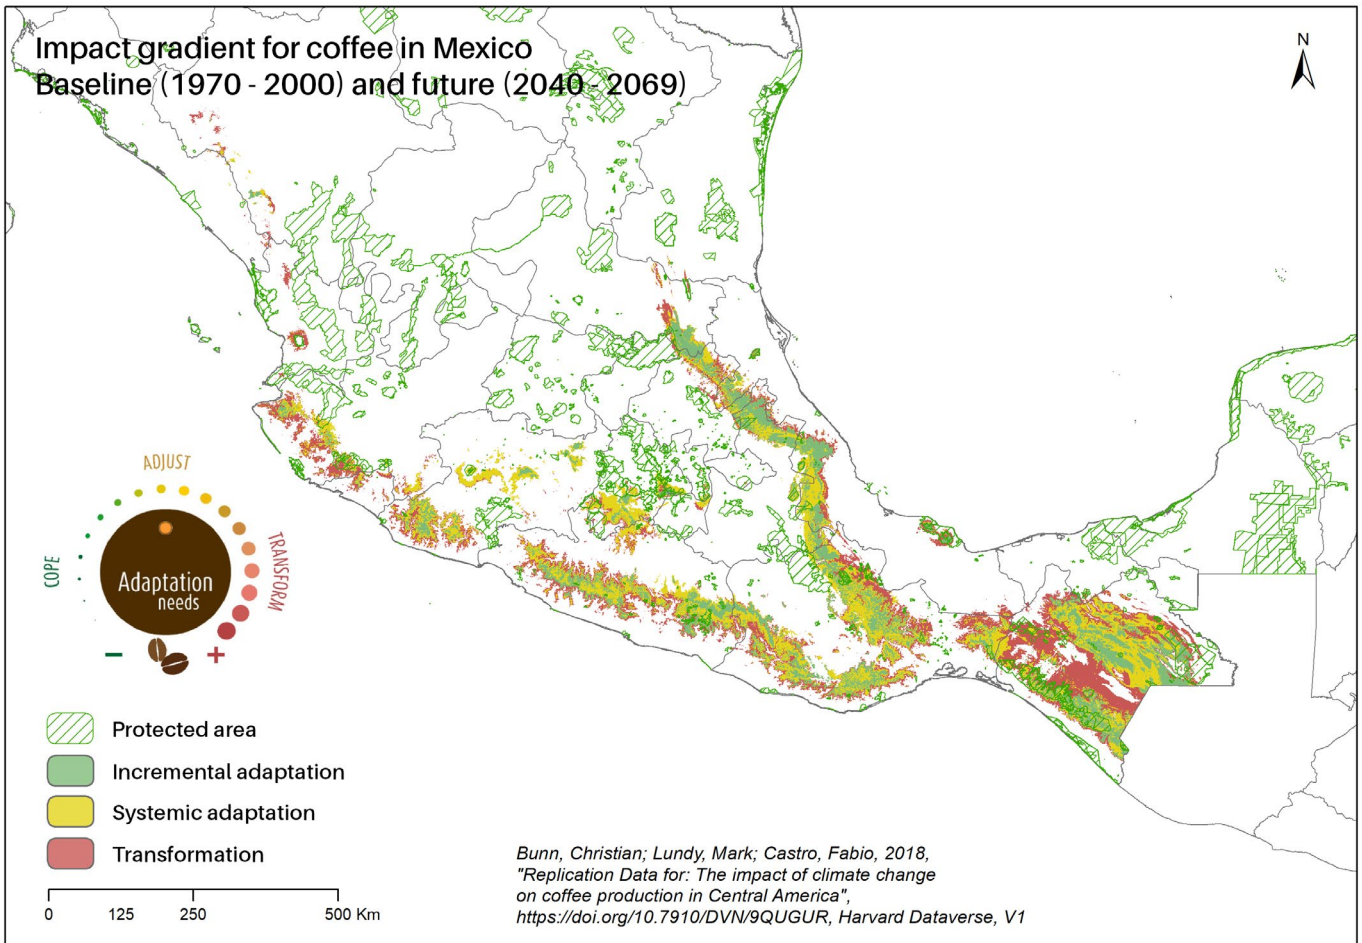 Impact gradient for coffee in Mexico
Baseline (1970 - 2000) and future (2040 - 2069)
N
ADJUST
COPE
TRANSFORM
Adaptation
needs
Protected area
Incremental adaptation
Systemic adaptation
Transformation
0 125 250 500 Km
Bunn, Christian; Lundy, Mark; Castro, Fabio, 2018,
"Replication Data for: The impact of climate change
on coffee production in Central America",
https://doi.org/10.7910/DVN/9QUGUR, Harvard Dataverse, V1